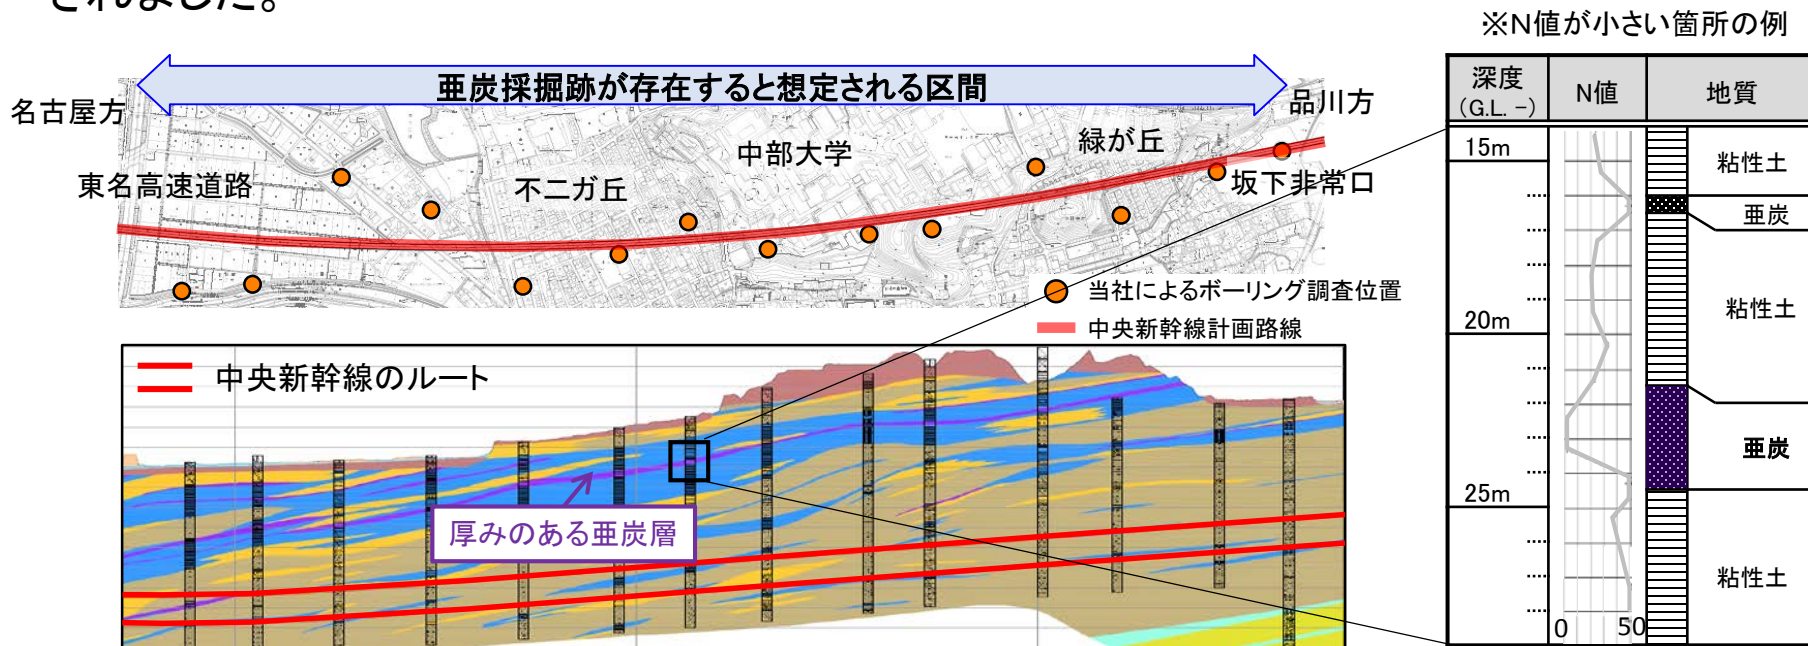 されました。
※N値が小さい箇所の例
亜炭採掘跡が存在すると想定される区間
名古屋方
品川方
東名高速道路
不二ガ丘
中部大学
緑が丘
坂下非常口
当社によるボーリング調査位置
中央新幹線計画路線
中央新幹線のルート
厚みのある亜炭層
深度
(G.L. -)
N値
地質
15m
粘性土
亜炭
粘性土
20m
亜炭
25m
粘性土
0
50